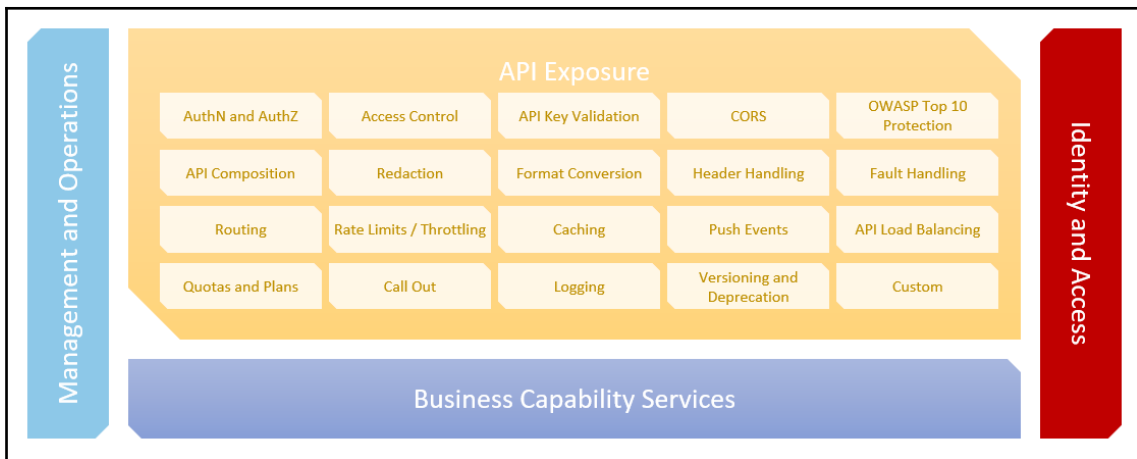 Management and Operations
API Exposure
AuthN and AuthZ
Access Control
API Key Validation
CORS
OWASP Top 10
Protection
API Composition
Redaction
Format Conversion
Header Handling
Fault Handling
Routing
Rate Limits / Throttling
Caching
Push Events
API Load Balancing
Quotas and Plans
Call Out
Logging
Versioning and
Deprecation
Custom
Business Capability Services
Identity and Access